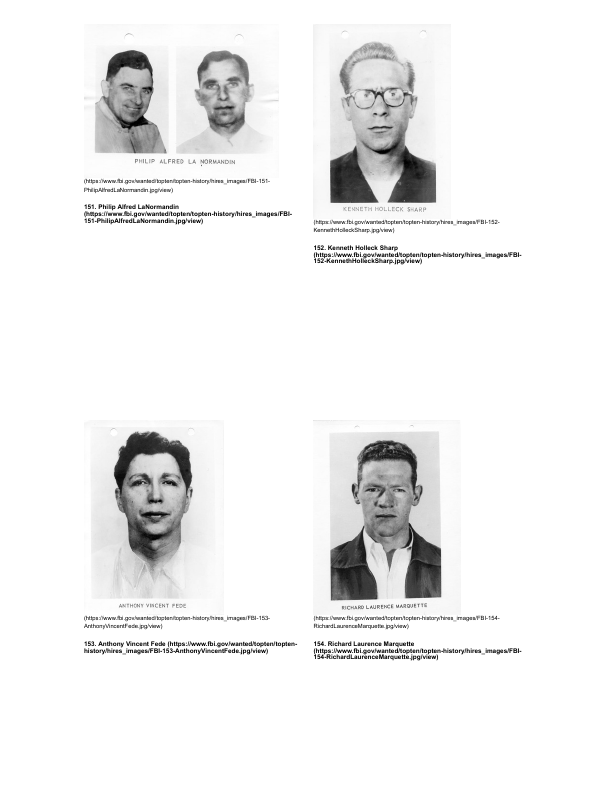 PHILIP ALFRED LA NORMANDIN
(https://www.fbi.gov/wanted/topten/topten-history/hires_images/FBI-151-
PhilipAlfredLaNormandin.jpg/view)
151. Philip Alfred LaNormandin
(https://www.fbi.gov/wanted/topten/topten-history/hires_images/FBI-
151-PhilipAlfredLaNormandin.jpg/view)
KENNETH HOLLECK SHARP
(https://www.fbi.gov/wanted/topten/topten-history/hires_images/FBI-152-
KennethHolleckSharp.jpg/view)
152. Kenneth Holleck Sharp
(https://www.fbi.gov/wanted/topten/topten-history/hires_images/FBI-
152-KennethHolleckSharp.jpg/view)
ANTHONY VINCENT FEDE
(https://www.fbi.gov/wanted/topten/topten-history/hires_images/FBI-153-
AnthonyVincentFede.jpg/view)
153. Anthony Vincent Fede (https://www.fbi.gov/wanted/topten/topten-
history/hires_images/FBI-153-AnthonyVincentFede.jpg/view)
RICHARD LAURENCE MARQUETTE
(https://www.fbi.gov/wanted/topten/topten-history/hires_images/FBI-154-
RichardLaurenceMarquette.jpg/view)
154. Richard Laurence Marquette
(https://www.fbi.gov/wanted/topten/topten-history/hires_images/FBI-
154-RichardLaurenceMarquette.jpg/view)